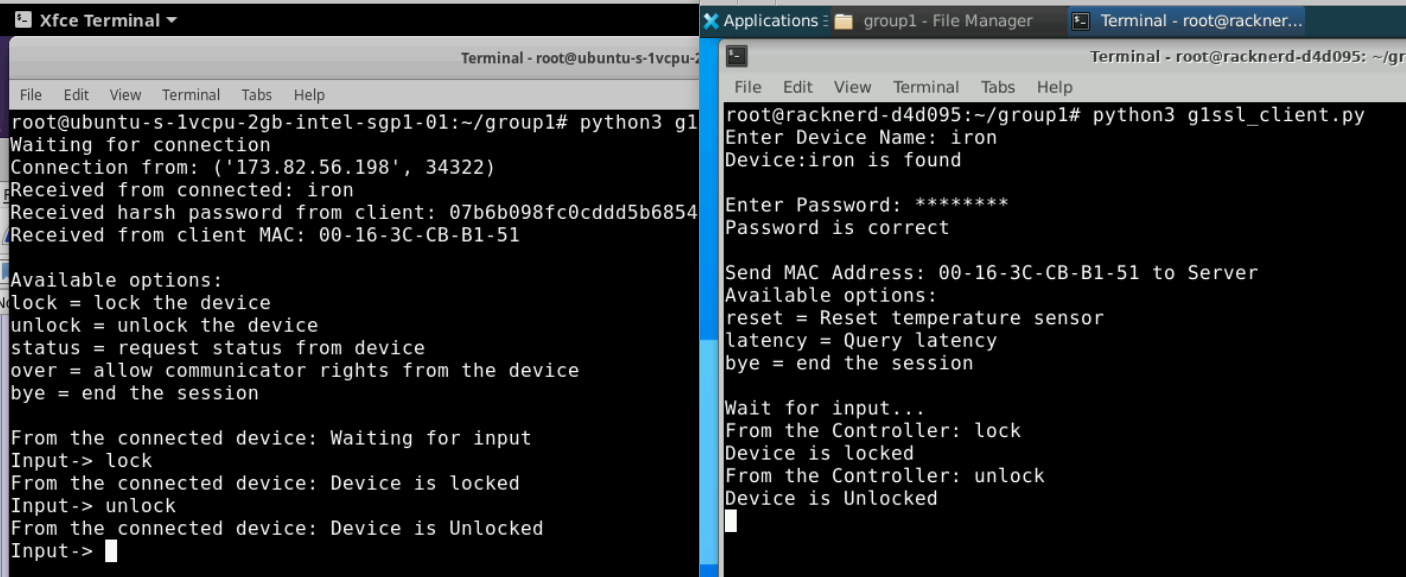 Xfce Terminal
Terminal - root@ubuntu-s-1vcpu-2
File Edit View Terminal Tabs Help
root@ubuntu-s-1vcpu-2gb-intel-sgp1-01:~/group1# python3 g1
Waiting for connection
Connection from: ('173.82.56.198', 34322)
Received from connected: iron
Received harsh password from client: 07b6b098fc0cddd5b6854
Received from client MAC: 00-16-3C-CB-B1-51
Available options:
lock = lock the device
unlock = unlock the device
status = request status from device
over = allow communicator rights from the device
bye = end the session
From the connected device: Waiting for input
Input-> lock
From the connected device: Device is locked
Input-> unlock
From the connected device: Device is Unlocked
Input->
Applications
group1 - File Manager
Terminal - root@rackner...
Terminal - root@racknerd-d4d095: ~/gr
File Edit View Terminal Tabs Help
root@racknerd-d4d095:~/group1# python3 g1ssl_client.py
Enter Device Name: iron
Device:iron is found
Enter Password: ********
Password is correct
Send MAC Address: 00-16-3C-CB-B1-51 to Server
Available options:
reset = Reset temperature sensor
latency = Query latency
bye = end the session
Wait for input...
From the Controller: lock
Device is locked
From the Controller: unlock
Device is Unlocked